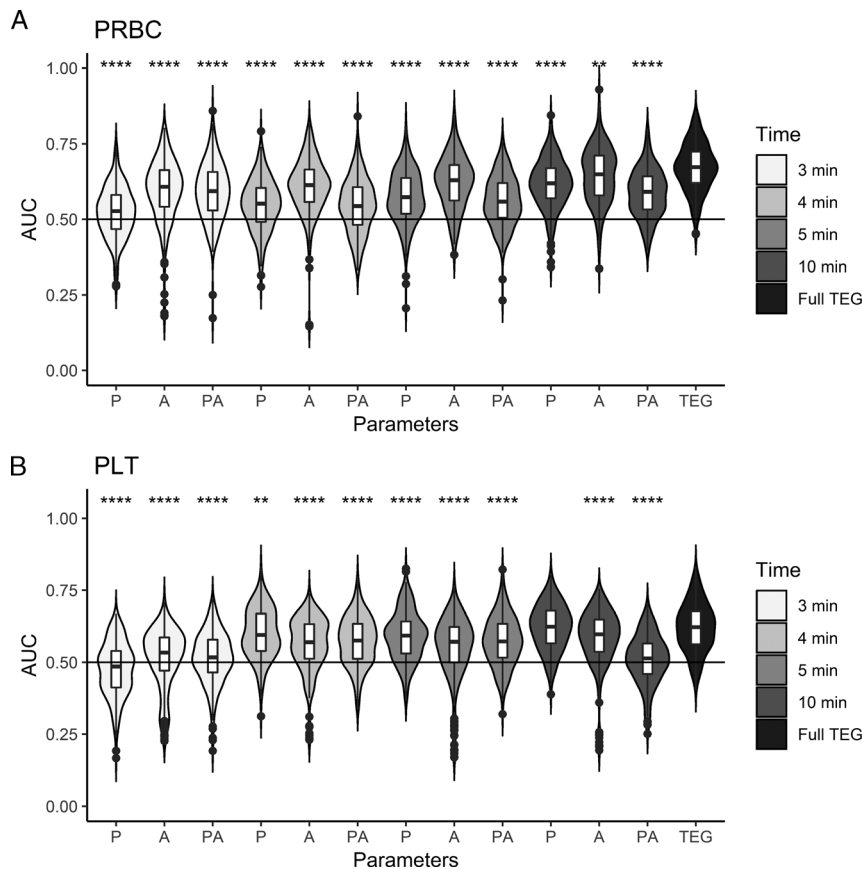 A
PRBC
**** **** **** **** **** **** **** **** **** **** ** ****
1.00
0.75
0.50
0.25
0.00
AUC
P A PA P A PA P A PA P A PA TEG
Parameters
Time
3 min
4 min
5 min
10 min
Full TEG
B
PLT
**** **** **** ** **** **** **** **** **** **** ****
1.00
0.75
0.50
0.25
0.00
AUC
P A PA P A PA P A PA P A PA TEG
Parameters
Time
3 min
4 min
5 min
10 min
Full TEG